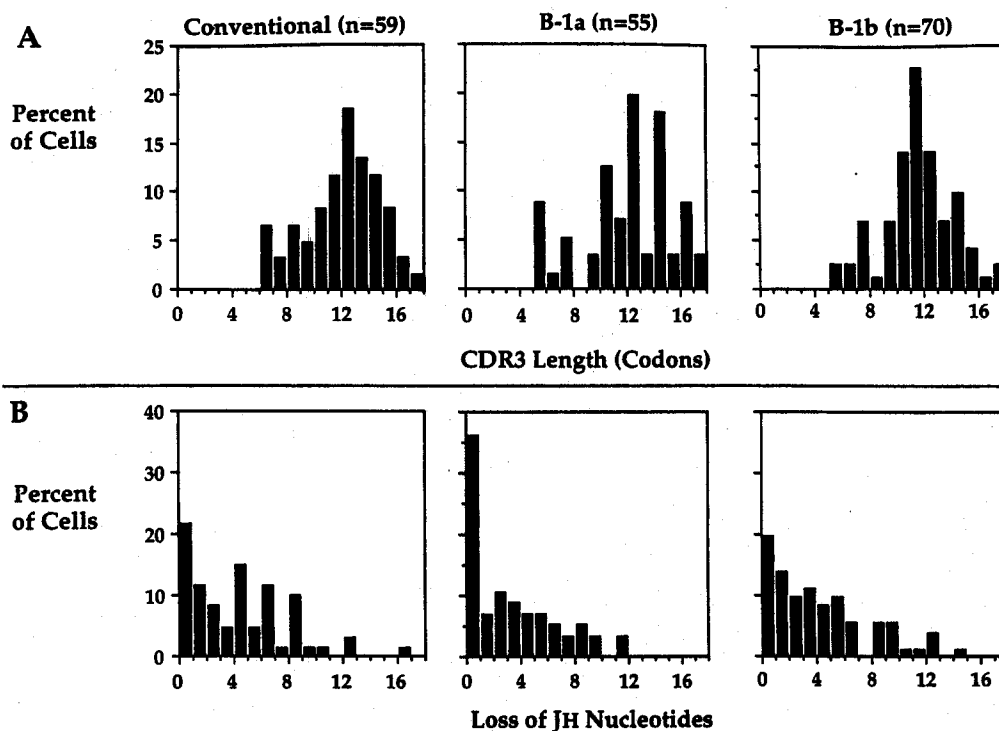 A
Conventional (n=59)
B-1a (n=55)
B-1b (n=70)
Percent
of Cells
25
20
15
10
5
0
0 4 8 12 16
0 4 8 12 16
0 4 8 12 16
CDR3 Length (Codons)
B
Percent
of Cells
40
30
20
10
0
0 4 8 12 16
0 4 8 12 16
0 4 8 12 16
Loss of JH Nucleotides